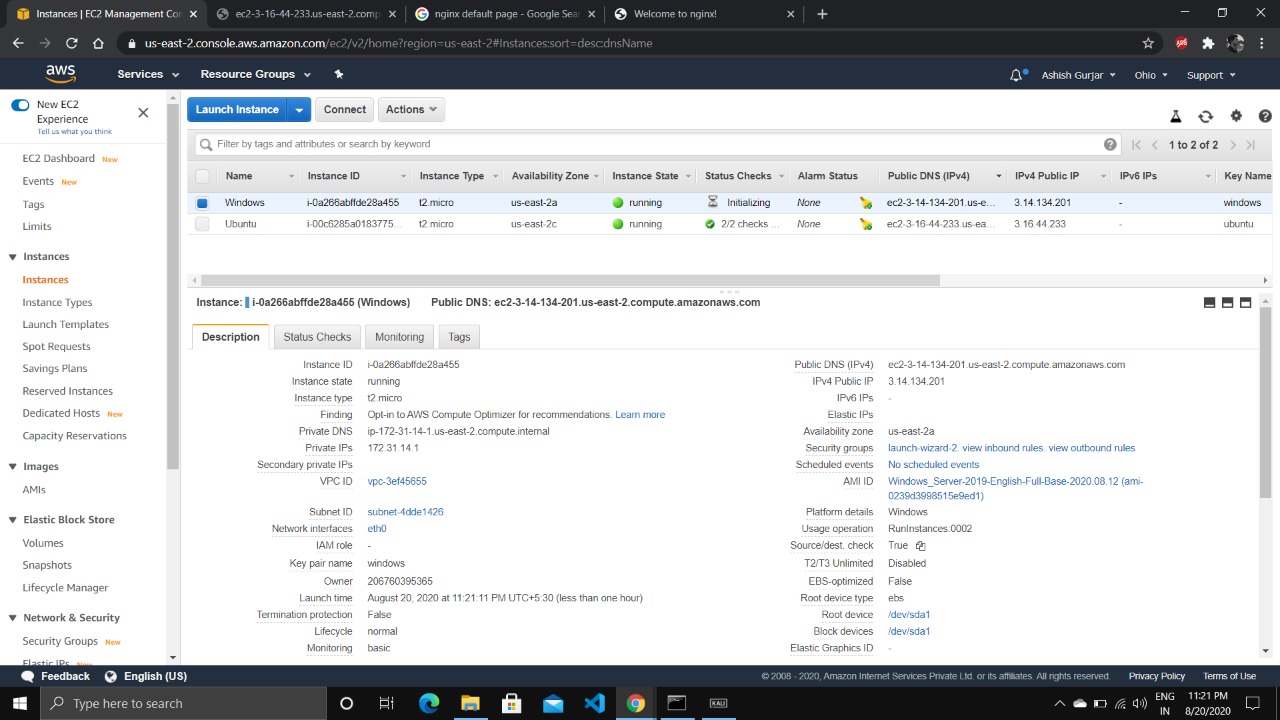 Instances | EC2 Management Con
ec2-3-16-44-233.us-east-2.comp
nginx default page - Google Sear
Welcome to nginx!
us-east-2.console.aws.amazon.com/ec2/v2/home?region=us-east-2#Instances:sort=desc:dnsName
aws Services Resource Groups Ashish Gurjar Ohio Support
New EC2
Experience
Tell us what you think
EC2 Dashboard New
Events New
Tags
Limits
Instances
Instances
Instance Types
Launch Templates
Spot Requests
Savings Plans
Reserved Instances
Dedicated Hosts New
Capacity Reservations
Images
AMIs
Elastic Block Store
Volumes
Snapshots
Lifecycle Manager
Network & Security
Security Groups New
Elastic IPs New
Launch Instance Connect Actions
Filter by tags and attributes or search by keyword
1 to 2 of 2
Name Instance ID Instance Type Availability Zone Instance State Status Checks Alarm Status Public DNS (IPv4) IPv4 Public IP IPv6 IPs Key Name
Windows i-0a266abffde28a455 t2.micro us-east-2a running Initializing None ec2-3-14-134-201.us-e... 3.14.134.201 - windows
Ubuntu i-00c6285a0183775... t2.micro us-east-2c running 2/2 checks ... None ec2-3-16-44-233.us-ea... 3.16.44.233 - ubuntu
Instance: i-0a266abffde28a455 (Windows) Public DNS: ec2-3-14-134-201.us-east-2.compute.amazonaws.com
Description Status Checks Monitoring Tags
Instance ID i-0a266abffde28a455
Instance state running
Instance type t2.micro
Finding Opt-in to AWS Compute Optimizer for recommendations. Learn more
Private DNS ip-172-31-14-1.us-east-2.compute.internal
Private IPs 172.31.14.1
Secondary private IPs
VPC ID vpc-3ef45655
Subnet ID subnet-4dde1426
Network interfaces eth0
IAM role -
Key pair name windows
Owner 206760395365
Launch time August 20, 2020 at 11:21:11 PM UTC+5:30 (less than one hour)
Termination protection False
Lifecycle normal
Monitoring basic
Public DNS (IPv4) ec2-3-14-134-201.us-east-2.compute.amazonaws.com
IPv4 Public IP 3.14.134.201
IPv6 IPs -
Elastic IPs
Availability zone us-east-2a
Security groups launch-wizard-2. view inbound rules. view outbound rules
Scheduled events No scheduled events
AMI ID Windows_Server-2019-English-Full-Base-2020.08.12 (ami-
0239d3998515e9ed1)
Platform details Windows
Usage operation RunInstances:0002
Source/dest. check True
T2/T3 Unlimited Disabled
EBS-optimized False
Root device type ebs
Root device /dev/sda1
Block devices /dev/sda1
Elastic Graphics ID -
Feedback English (US) © 2008 - 2020, Amazon Internet Services Private Ltd. or its affiliates. All rights reserved. Privacy Policy Terms of Use
Type here to search
KALI
ENG
IN
11:21 PM
8/20/2020